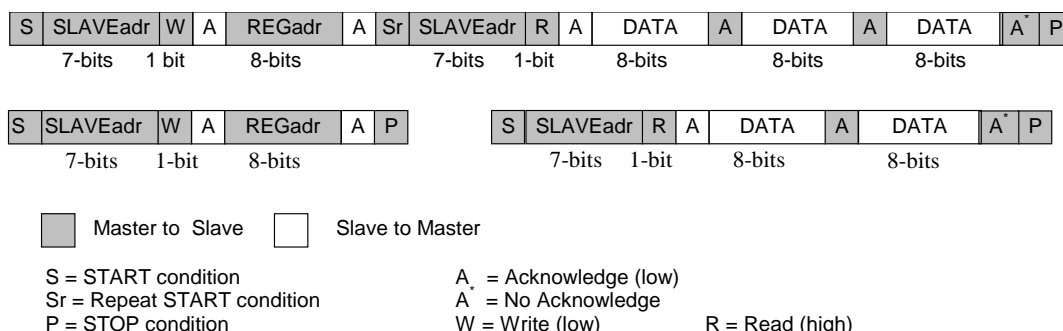 S SLAVEadr W A REGadr A Sr SLAVEadr R A DATA A DATA A DATA A* P
7-bits 1 bit 8-bits 7-bits 1-bit 8-bits 8-bits 8-bits
S SLAVEadr W A REGadr A P S SLAVEadr R A DATA A DATA A* P
7-bits 1-bit 8-bits 7-bits 1-bit 8-bits 8-bits
Master to Slave Slave to Master
S = START condition A = Acknowledge (low)
Sr = Repeat START condition A* = No Acknowledge
P = STOP condition W = Write (low) R = Read (high)